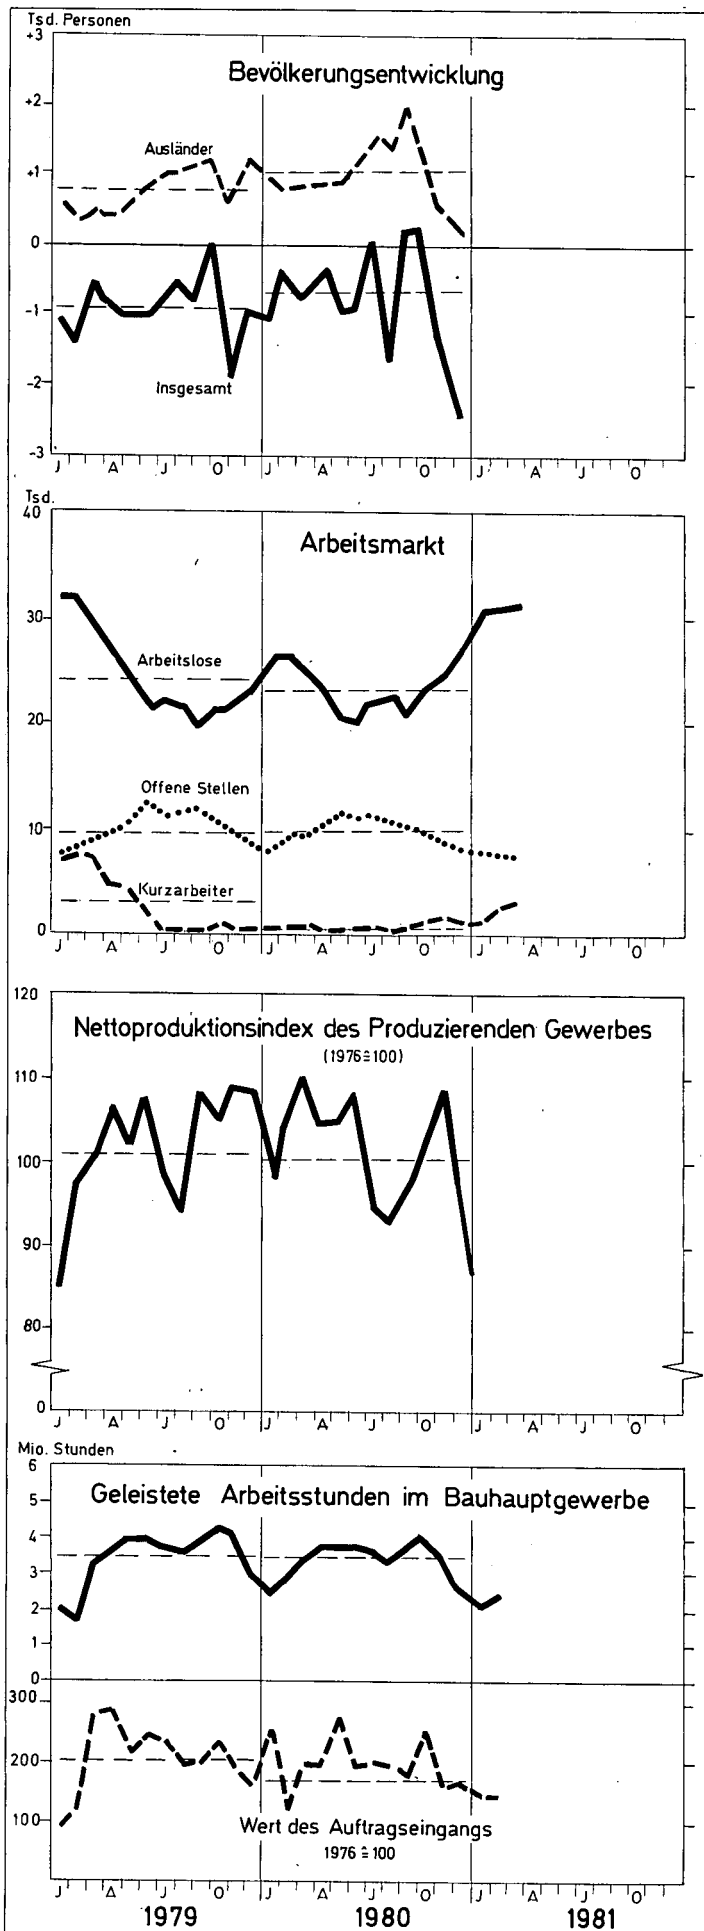 Tsd. Personen
+3
Bevölkerungsentwicklung
+2
Ausländer
+1
0
-1
Insgesamt
-2
-3
J A J O J A J O J A J O
Tsd.
40
Arbeitsmarkt
30
Arbeitslose
20
Offene Stellen
10
Kurzarbeiter
0
J A J O J A J O J A J O
120
Nettoproduktionsindex des Produzierenden Gewerbes
(1976≙100)
110
100
90
80
0
J A J O J A J O J A J O
Mio. Stunden
6
Geleistete Arbeitsstunden im Bauhauptgewerbe
5
4
3
2
1
0
300
200
100
Wert des Auftragseingangs
1976≙100
J A J O J A J O J A J O
1979 1980 1981